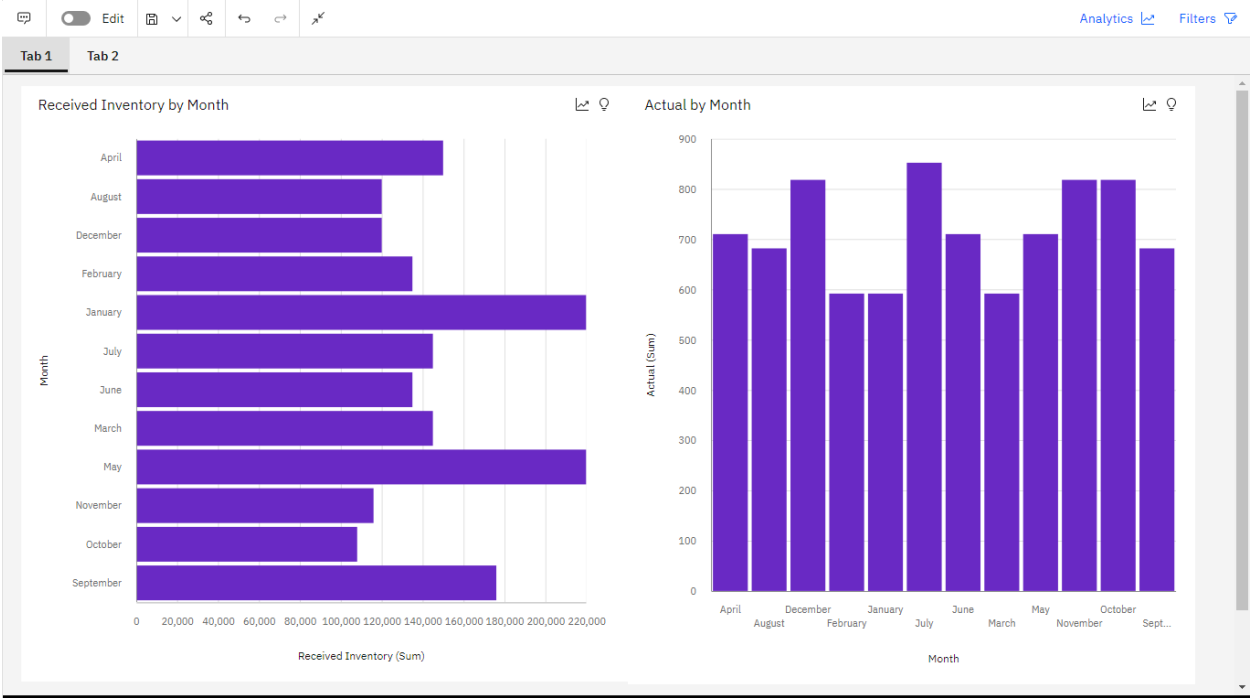 Edit
Analytics
Filters
Tab 1
Tab 2
Received Inventory by Month
April
August
December
February
January
July
June
March
May
November
October
September
Month
0 20,000 40,000 60,000 80,000 100,000 120,000 140,000 160,000 180,000 200,000 220,000
Received Inventory (Sum)
Actual by Month
900
800
700
600
500
400
300
200
100
0
Actual (Sum)
April December January June May October
August February July March November Sept...
Month